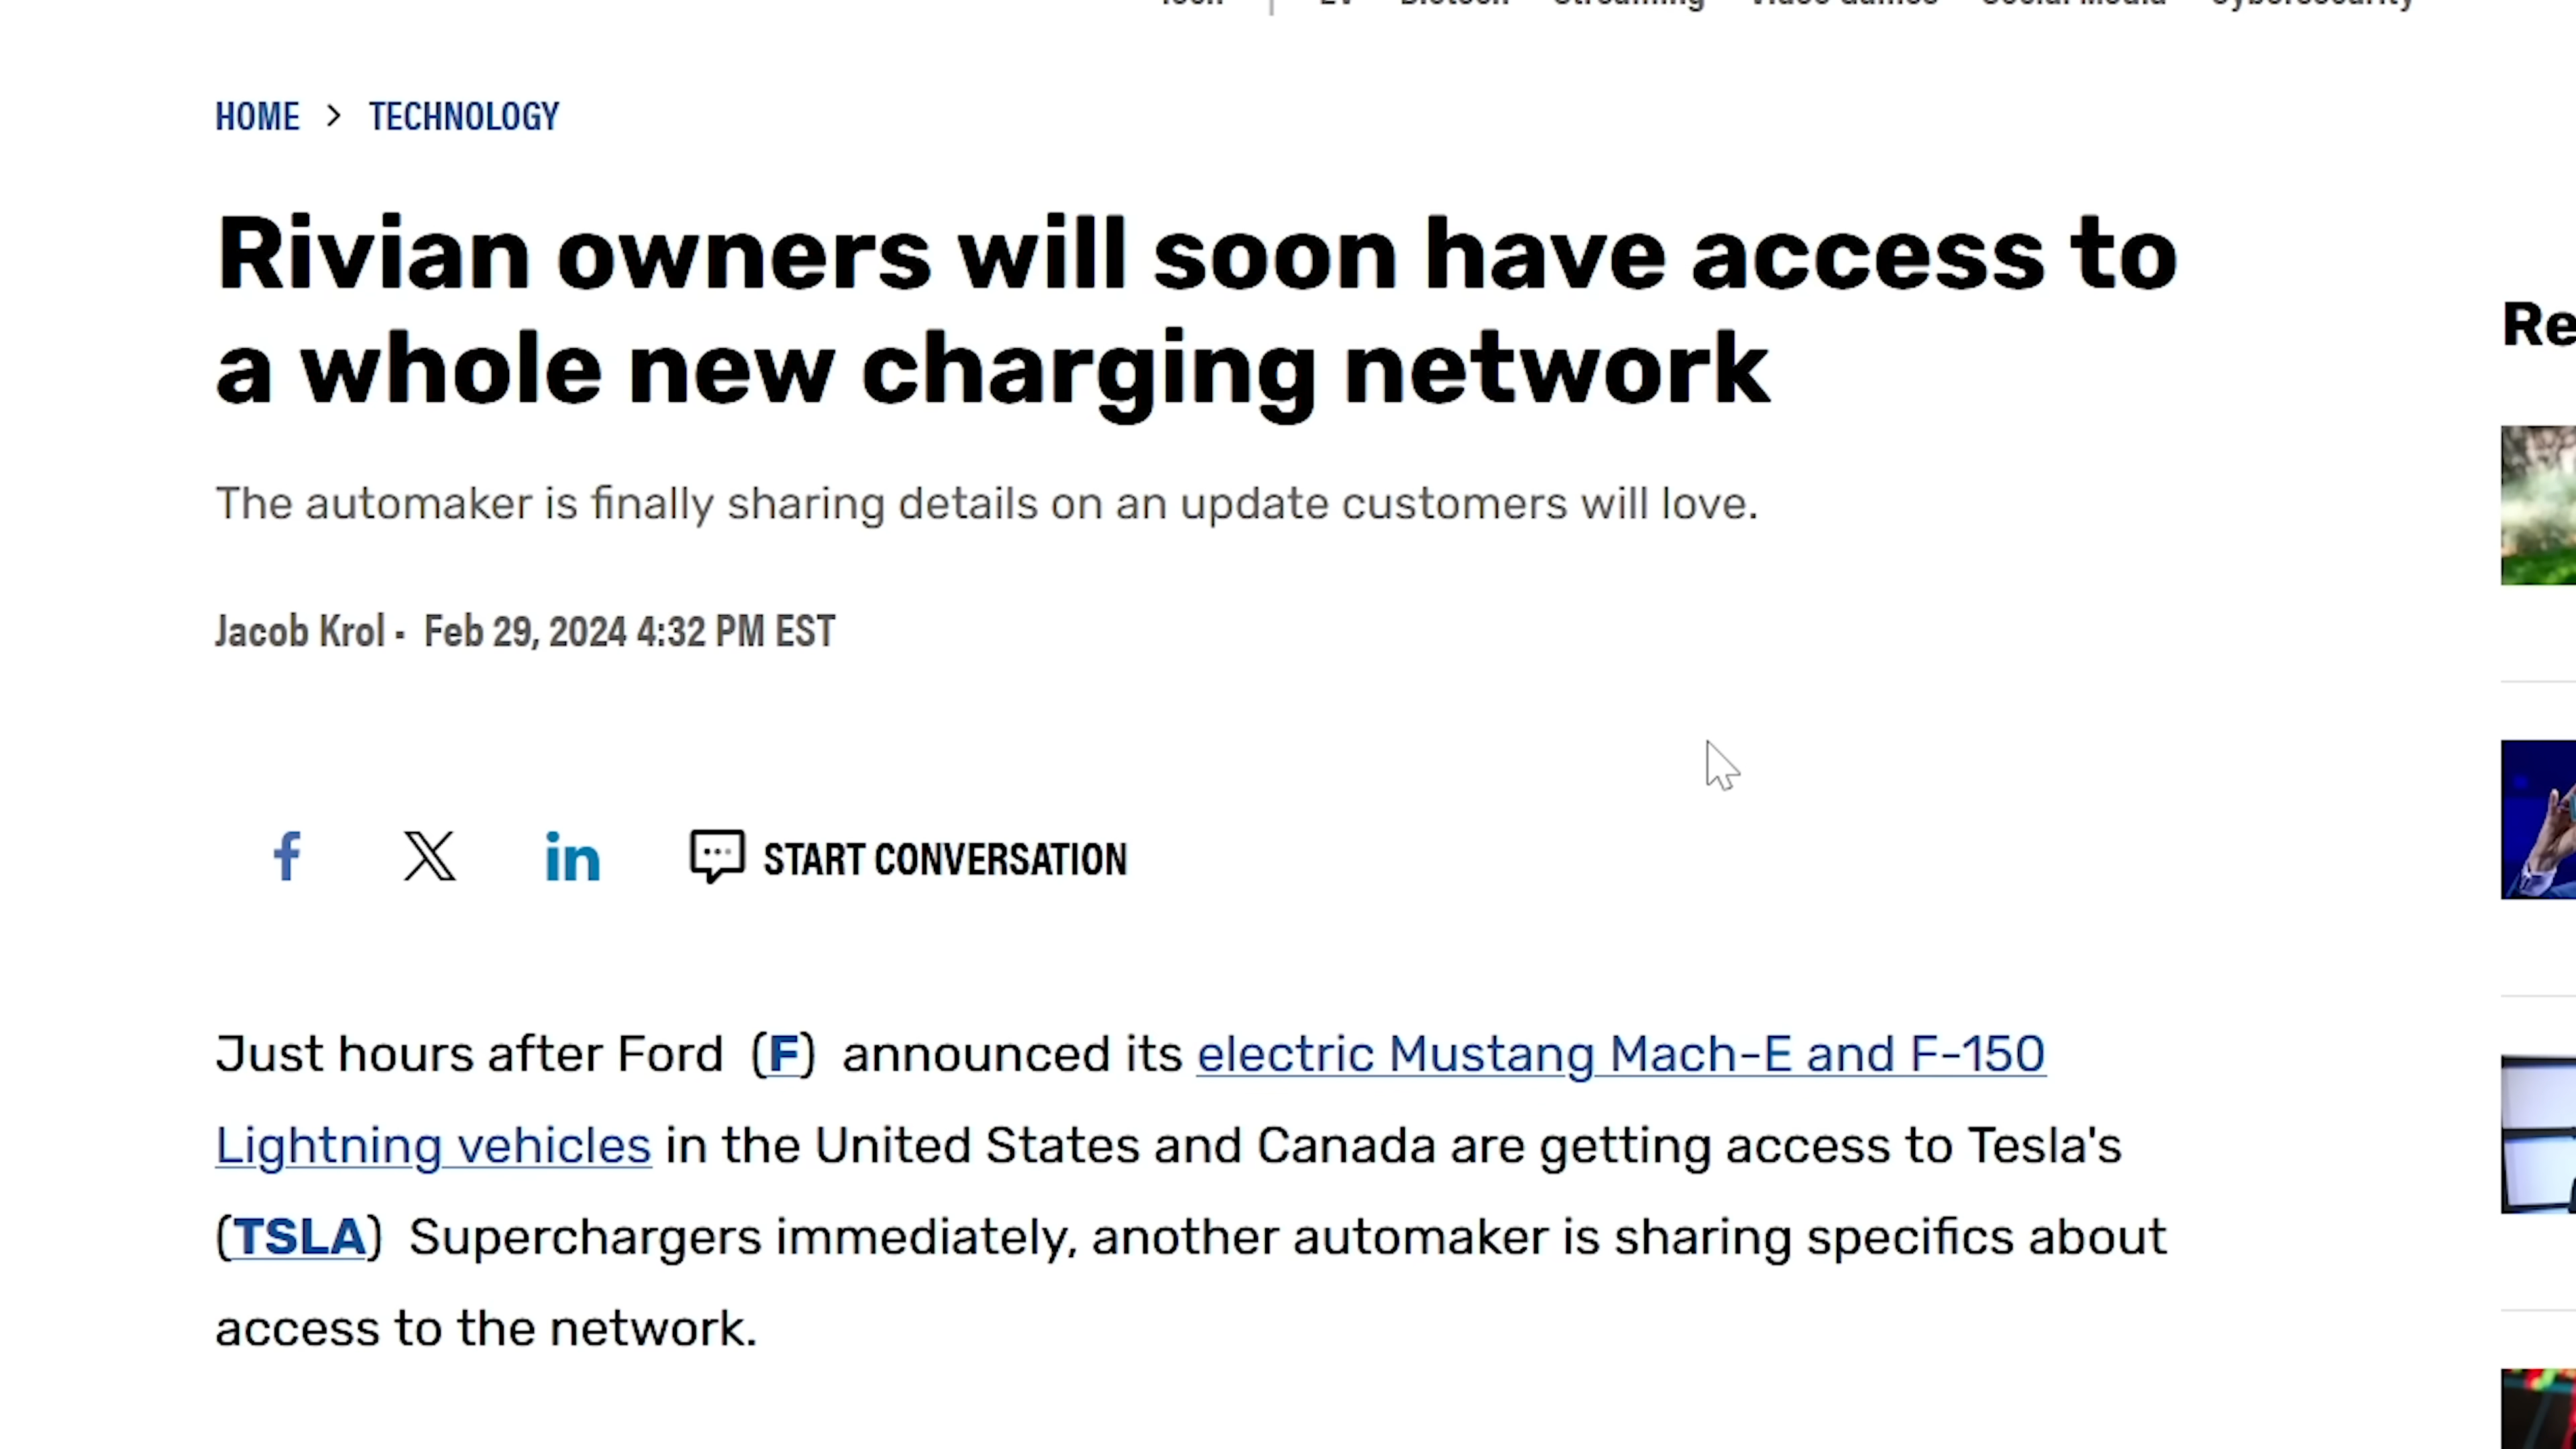 HOME > TECHNOLOGY
Rivian owners will soon have access to
a whole new charging network
The automaker is finally sharing details on an update customers will love.
Jacob Krol · Feb 29, 2024 4:32 PM EST
START CONVERSATION
Just hours after Ford (F) announced its electric Mustang Mach-E and F-150
Lightning vehicles in the United States and Canada are getting access to Tesla's
(TSLA) Superchargers immediately, another automaker is sharing specifics about
access to the network.
Re